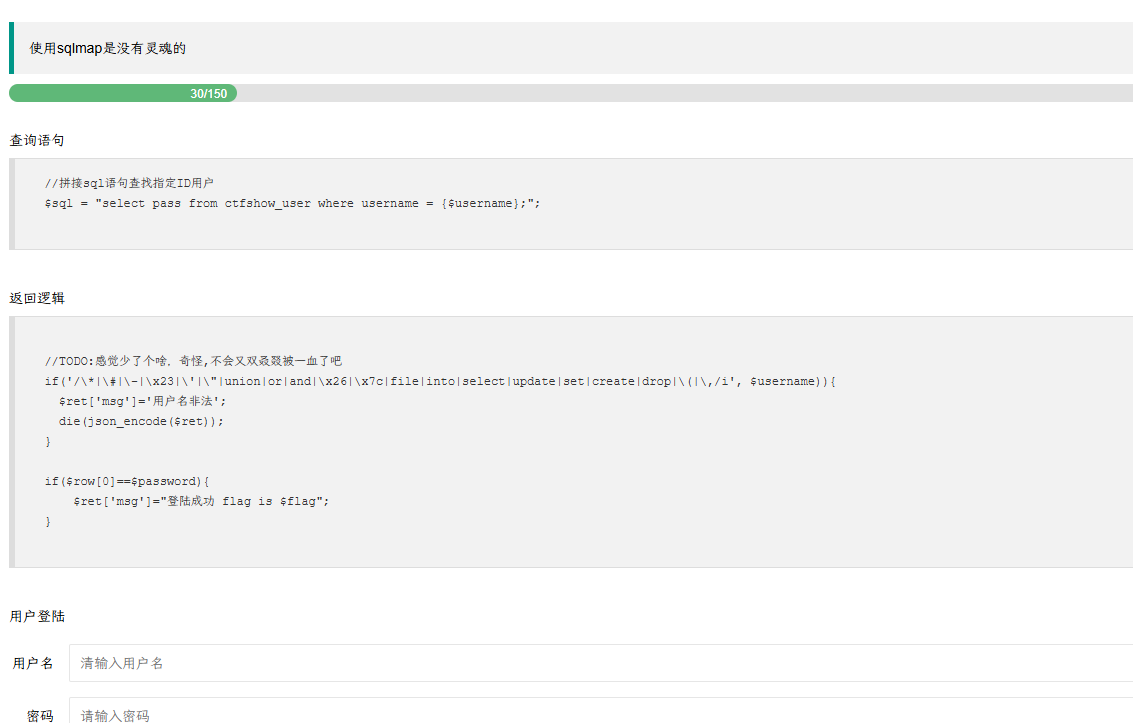 使用sqlmap是没有灵魂的
30/150
查询语句
//拼接sql语句查找指定ID用户
$sql = "select pass from ctfshow_user where username = {$username};";
返回逻辑
//TODO:感觉少了个啥，奇怪,不会又双叒叕被一血了吧
if('/\*|\#|\-|\x23|\'|\"|union|or|and|\x26|\x7c|file|into|select|update|set|create|drop|\(|\,/i', $username)){
$ret['msg']='用户名非法';
die(json_encode($ret));
}
if($row[0]==$password){
$ret['msg']="登陆成功 flag is $flag";
}
用户登陆
用户名 请输入用户名
密码 请输入密码